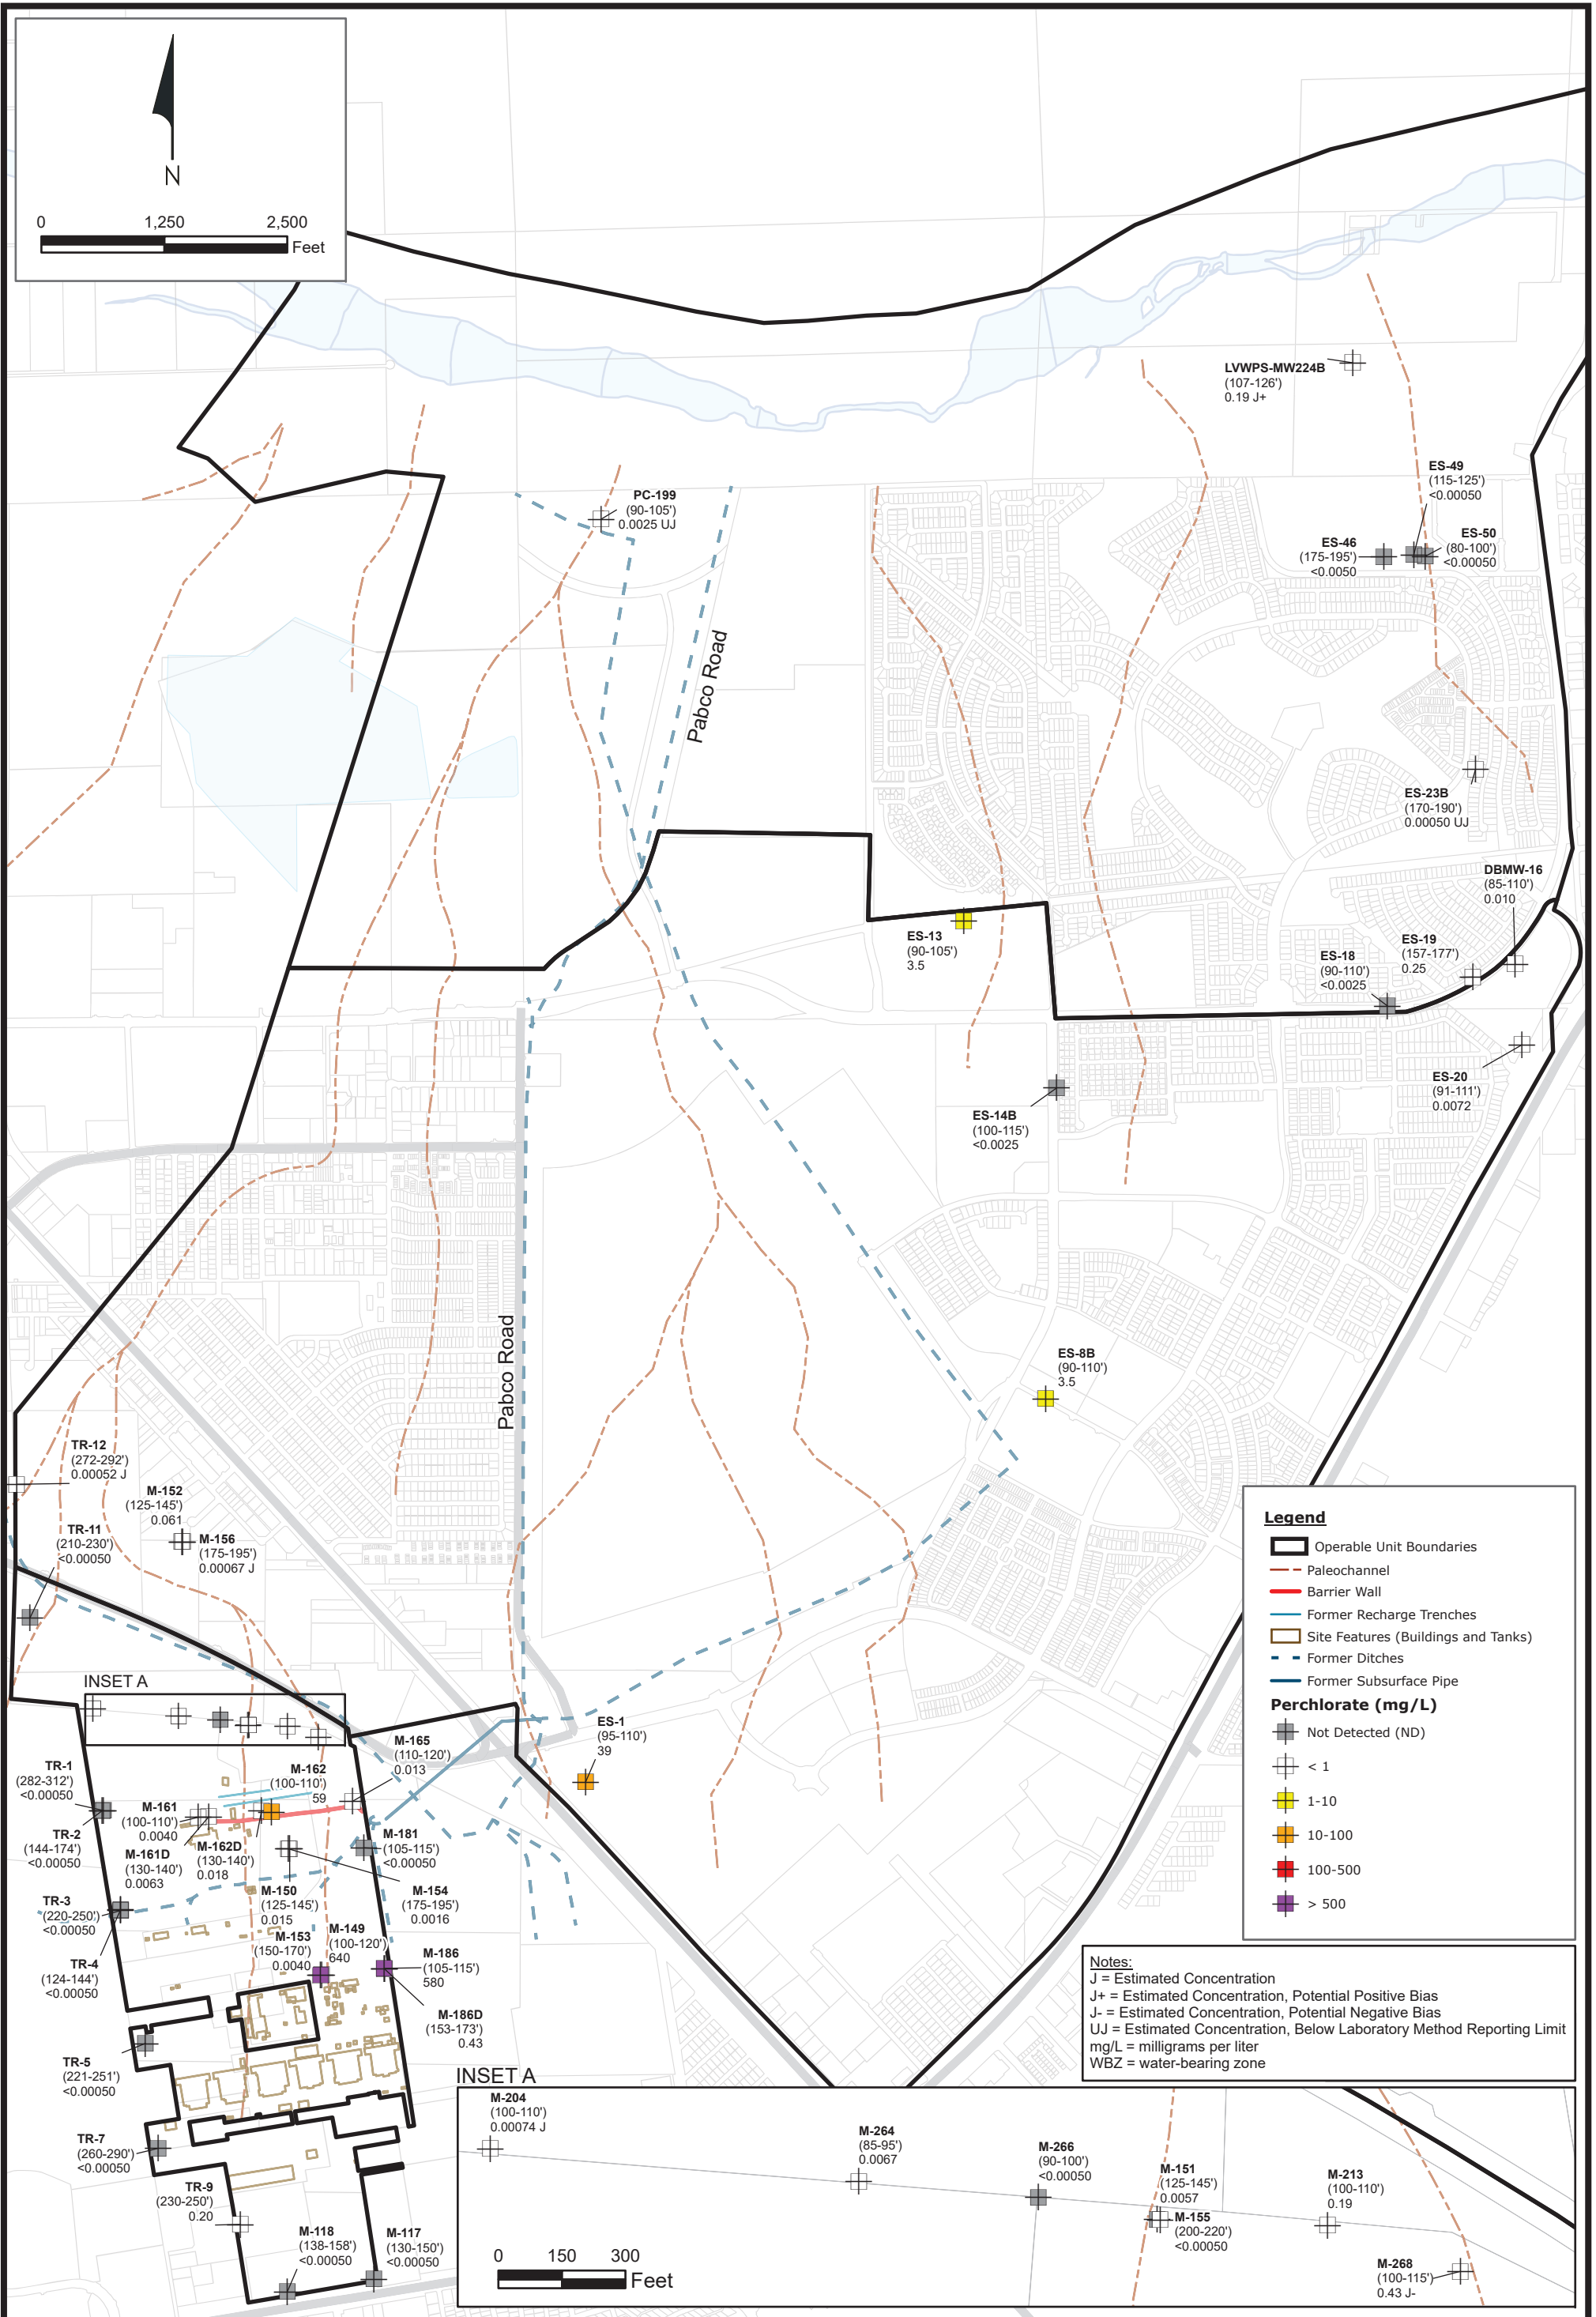 N
0 1,250 2,500
Feet
LVWPS-MW224B
(107-126')
0.19 J+
ES-49
(115-125')
<0.00050
ES-50
(80-100')
<0.00050
ES-46
(175-195')
<0.0050
PC-199
(90-105')
0.0025 UJ
Pabco Road
ES-23B
(170-190')
0.00050 UJ
DBMW-16
(85-110')
0.010
ES-13
(90-105')
3.5
ES-19
(157-177')
0.25
ES-18
(90-110')
<0.0025
ES-20
(91-111')
0.0072
ES-14B
(100-115')
<0.0025
Pabco Road
ES-8B
(90-110')
3.5
TR-12
(272-292')
0.00052 J
M-152
(125-145')
0.061
TR-11
(210-230')
<0.00050
M-156
(175-195')
0.00067 J
INSET A
ES-1
(95-110')
39
M-165
(110-120')
0.013
TR-1
(282-312')
<0.00050
M-162
(100-110')
59
M-161
(100-110')
0.0040
TR-2
(144-174')
<0.00050
M-162D
(130-140')
0.018
M-161D
(130-140')
0.0063
M-181
(105-115')
<0.00050
M-150
(125-145')
0.015
M-154
(175-195')
0.0016
TR-3
(220-250')
<0.00050
M-153
(150-170')
0.0040
M-149
(100-120')
640
M-186
(105-115')
580
TR-4
(124-144')
<0.00050
M-186D
(153-173')
0.43
TR-5
(221-251')
<0.00050
TR-7
(260-290')
<0.00050
TR-9
(230-250')
0.20
M-118
(138-158')
<0.00050
M-117
(130-150')
<0.00050
Legend
Operable Unit Boundaries
Paleochannel
Barrier Wall
Former Recharge Trenches
Site Features (Buildings and Tanks)
Former Ditches
Former Subsurface Pipe
Perchlorate (mg/L)
Not Detected (ND)
< 1
1-10
10-100
100-500
> 500
Notes:
J = Estimated Concentration
J+ = Estimated Concentration, Potential Positive Bias
J- = Estimated Concentration, Potential Negative Bias
UJ = Estimated Concentration, Below Laboratory Method Reporting Limit
mg/L = milligrams per liter
WBZ = water-bearing zone
INSET A
M-204
(100-110')
0.00074 J
M-264
(85-95')
0.0067
M-266
(90-100')
<0.00050
M-151
(125-145')
0.0057
M-155
(200-220')
<0.00050
M-213
(100-110')
0.19
M-268
(100-115')
0.43 J-
0 150 300
Feet